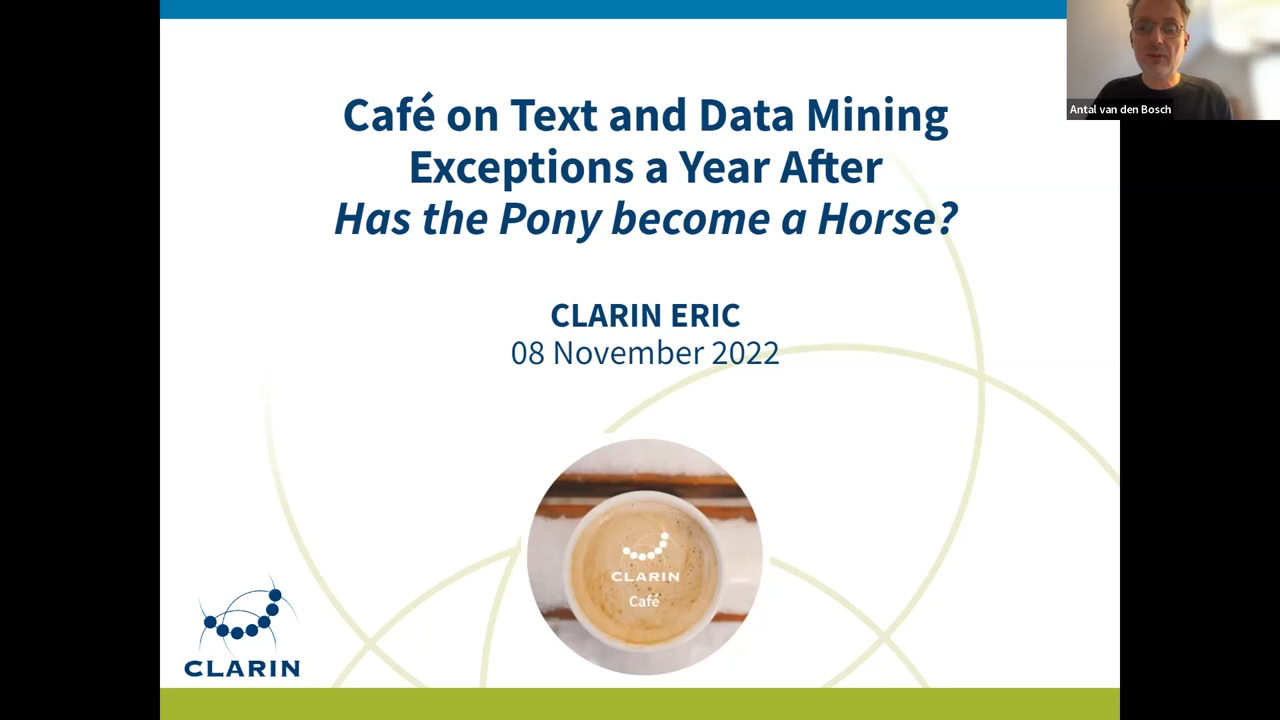 Café on Text and Data Mining
Exceptions a Year After
Has the Pony become a Horse?
CLARIN ERIC
08 November 2022
CLARIN
Café
CLARIN
Antal van den Bosch